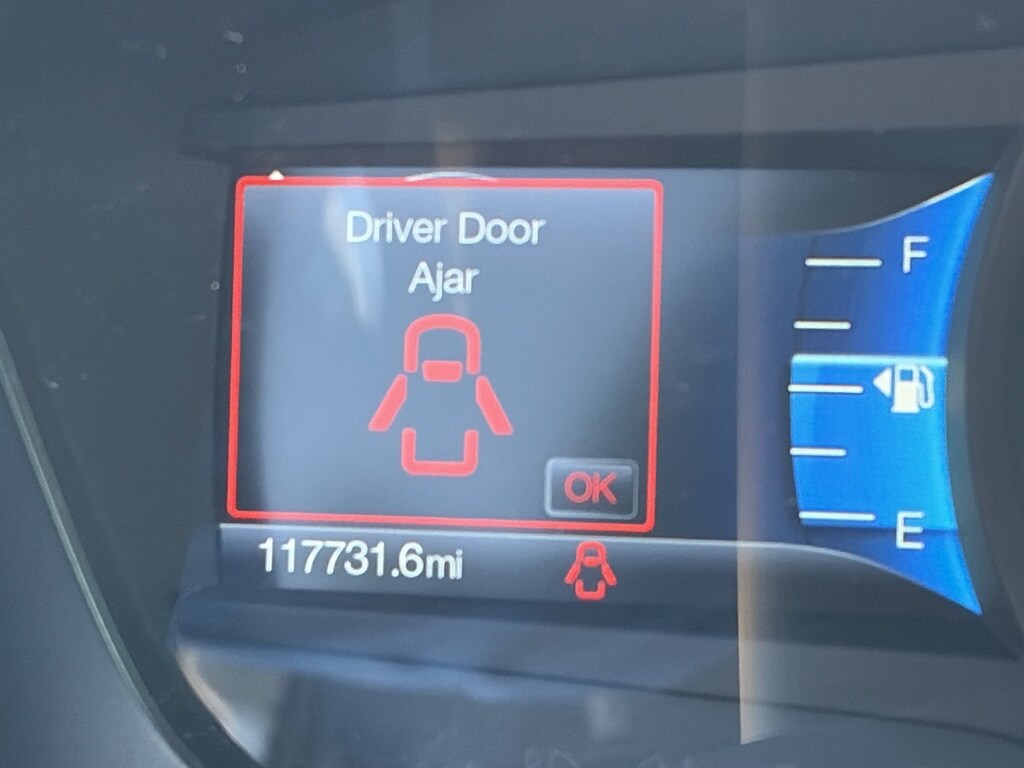 Driver Door
Ajar
OK
117731.6mi
F
E